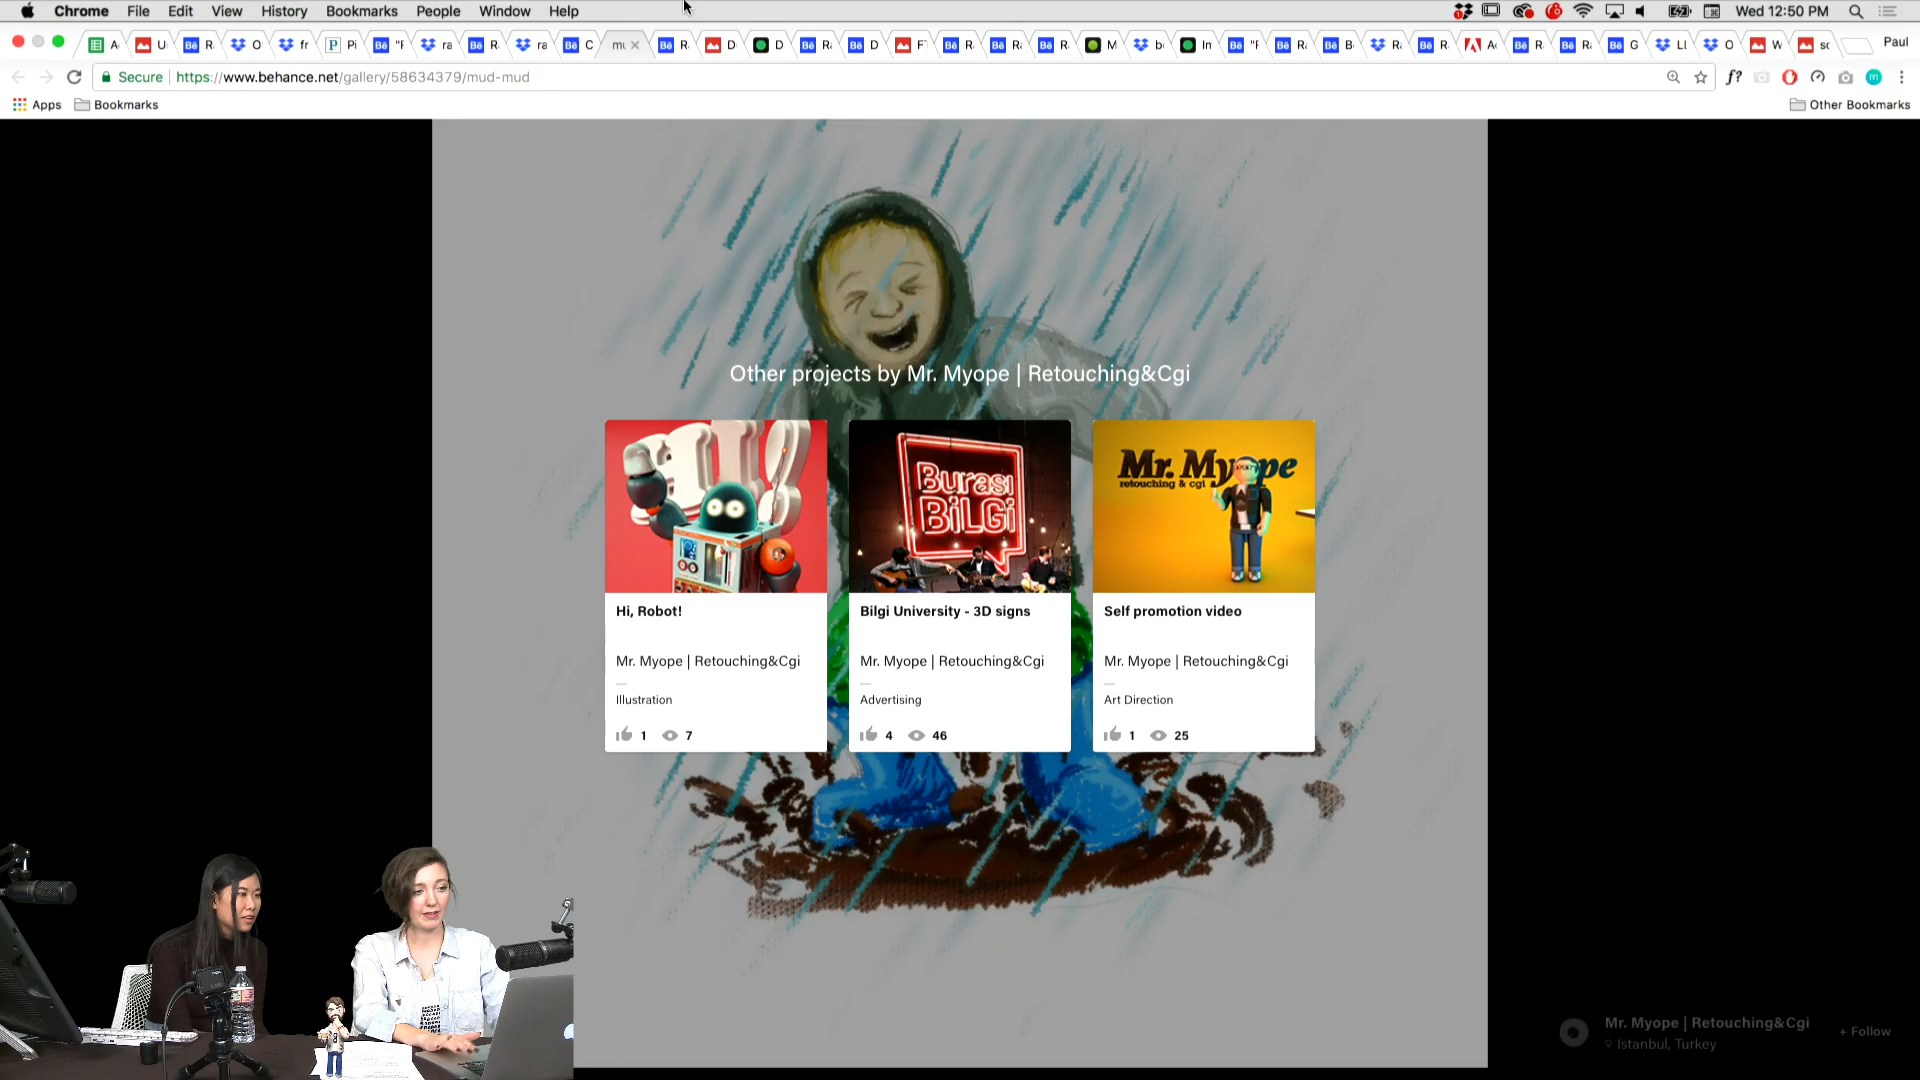 Chrome File Edit View History Bookmarks People Window Help Wed 12:50 PM
Paul
Secure https://www.behance.net/gallery/58634379/mud-mud
Apps Bookmarks Other Bookmarks
Other projects by Mr. Myope | Retouching&Cgi
HI!
Burası
BiLGi
Mr. Myope
retouching & cgi
Hi, Robot! Bilgi University - 3D signs Self promotion video
Mr. Myope | Retouching&Cgi Mr. Myope | Retouching&Cgi Mr. Myope | Retouching&Cgi
Illustration Advertising Art Direction
1 7 4 46 1 25
Mr. Myope | Retouching&Cgi
Istanbul, Turkey
+ Follow